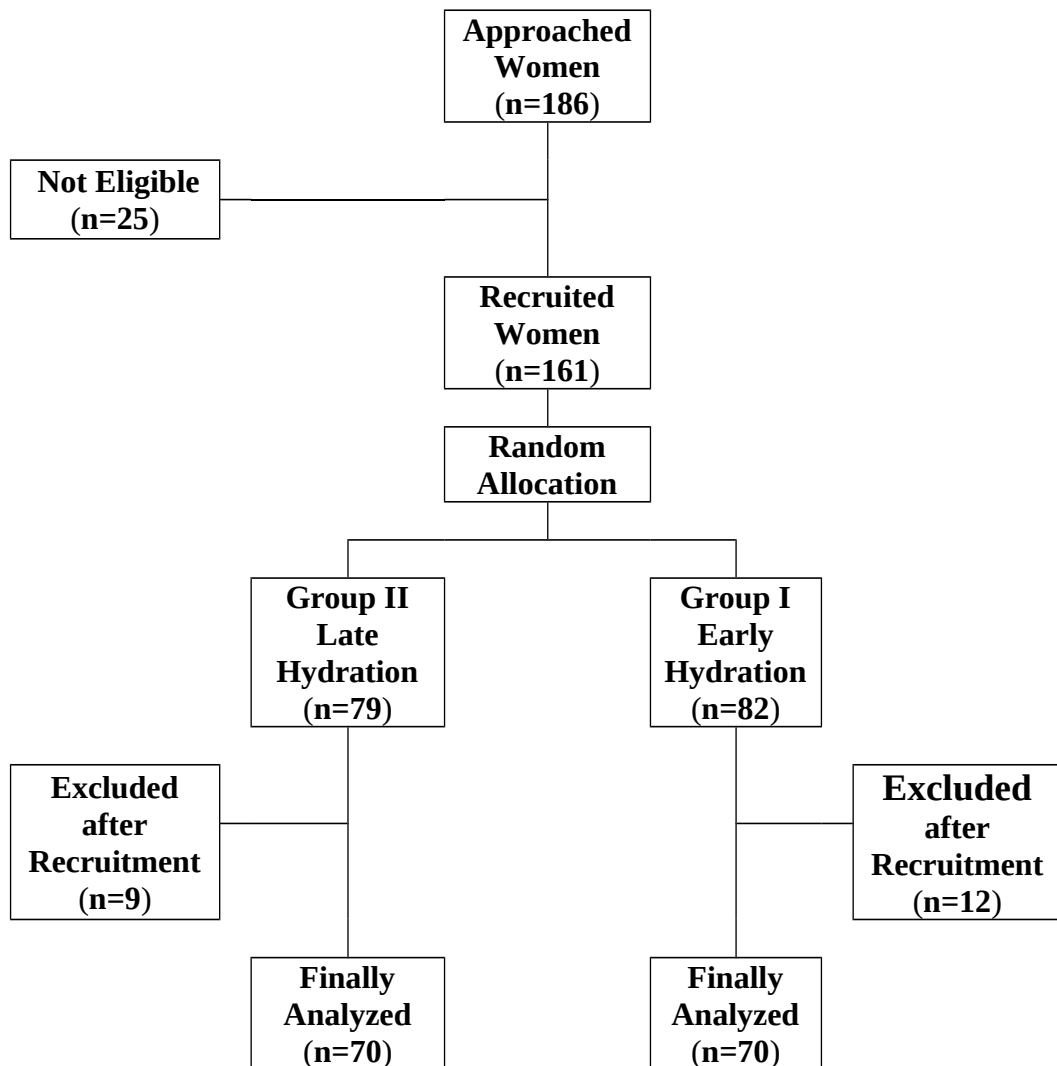 Approached
Women
(n=186)
Not Eligible
(n=25)
Recruited
Women
(n=161)
Random
Allocation
Group II
Late
Hydration
(n=79)
Group I
Early
Hydration
(n=82)
Excluded
after
Recruitment
(n=9)
Excluded
after
Recruitment
(n=12)
Finally
Analyzed
(n=70)
Finally
Analyzed
(n=70)